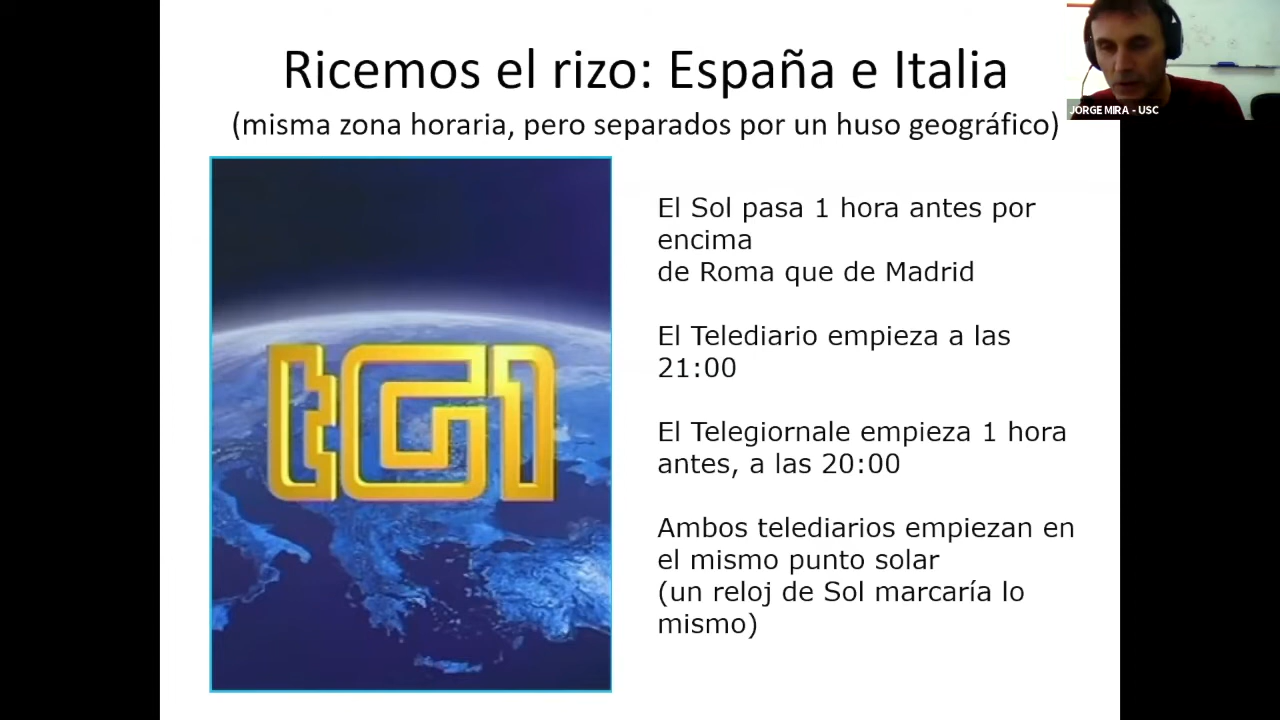 Ricemos el rizo: España e Italia
(misma zona horaria, pero separados por un huso geográfico)
JORGE MIRA - USC
tG1
El Sol pasa 1 hora antes por
encima
de Roma que de Madrid
El Telediario empieza a las
21:00
El Telegiornale empieza 1 hora
antes, a las 20:00
Ambos telediarios empiezan en
el mismo punto solar
(un reloj de Sol marcaría lo
mismo)